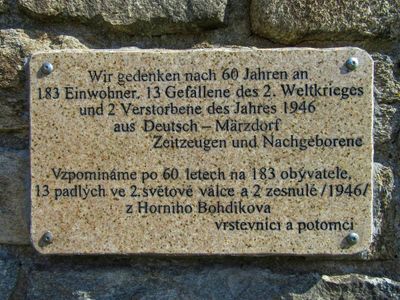 Wir gedenken nach 60 Jahren an
183 Einwohner, 13 Gefallene des 2. Weltkrieges
und 2 Verstorbene des Jahres 1946
aus Deutsch – Märzdorf
Zeitzeugen und Nachgeborene
Vzpomináme po 60 letech na 183 obyvatele,
13 padlých ve 2.světové válce a 2 zesnulé /1946/
z Horního Bohdíkova
vrstevníci a potomci